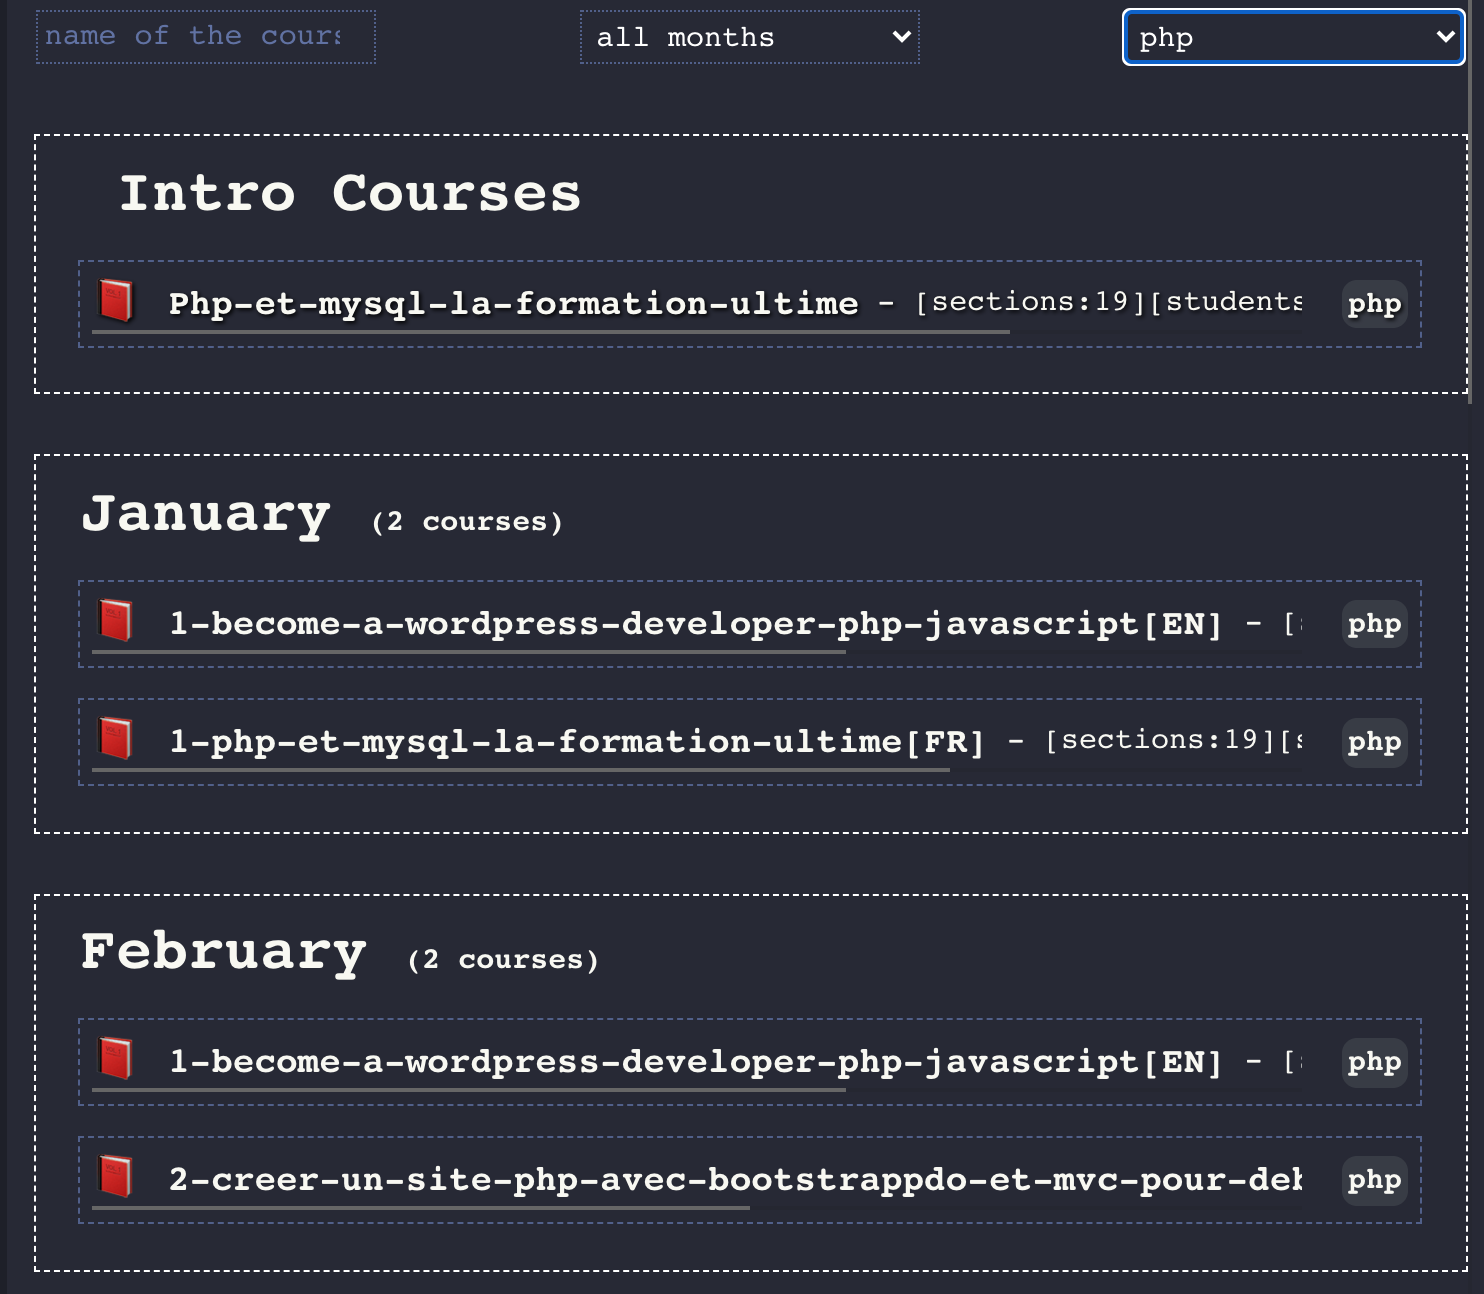 name of the cours
all months
php
Intro Courses
Php-et-mysql-la-formation-ultime - [sections:19][students php
January (2 courses)
1-become-a-wordpress-developer-php-javascript[EN] - [ php
1-php-et-mysql-la-formation-ultime[FR] - [sections:19][s php
February (2 courses)
1-become-a-wordpress-developer-php-javascript[EN] - [ php
2-creer-un-site-php-avec-bootstrappdo-et-mvc-pour-deb php